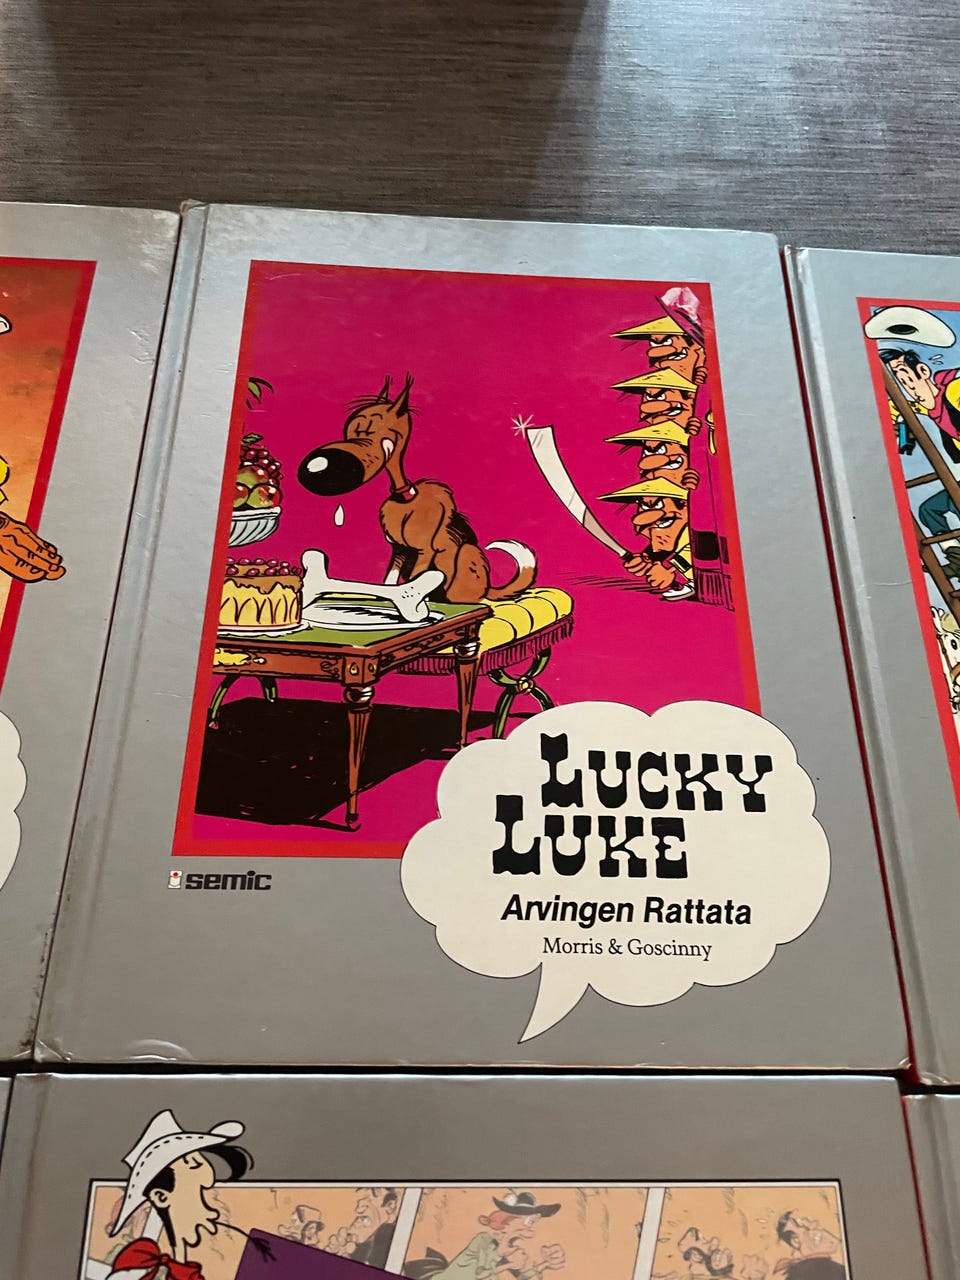 Lucky
Luke
Arvingen Rattata
Morris & Goscinny
semic